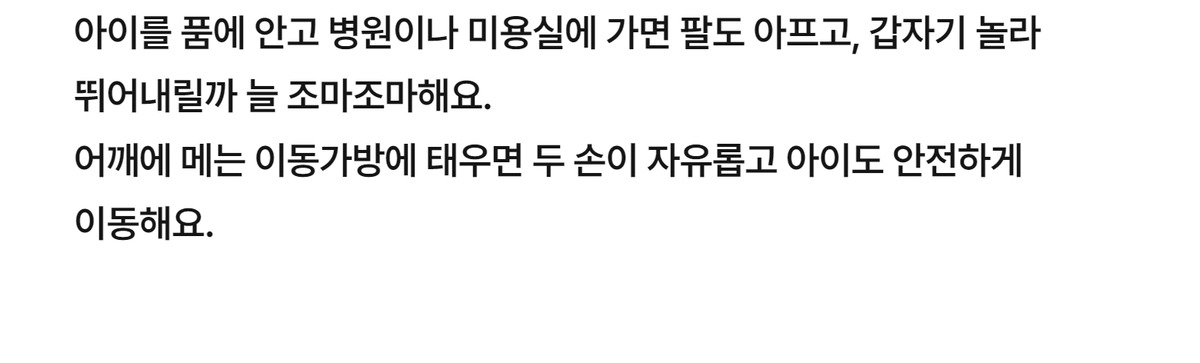 아이를 품에 안고 병원이나 미용실에 가면 팔도 아프고, 갑자기 놀라
뛰어내릴까 늘 조마조마해요.
어깨에 메는 이동가방에 태우면 두 손이 자유롭고 아이도 안전하게
이동해요.